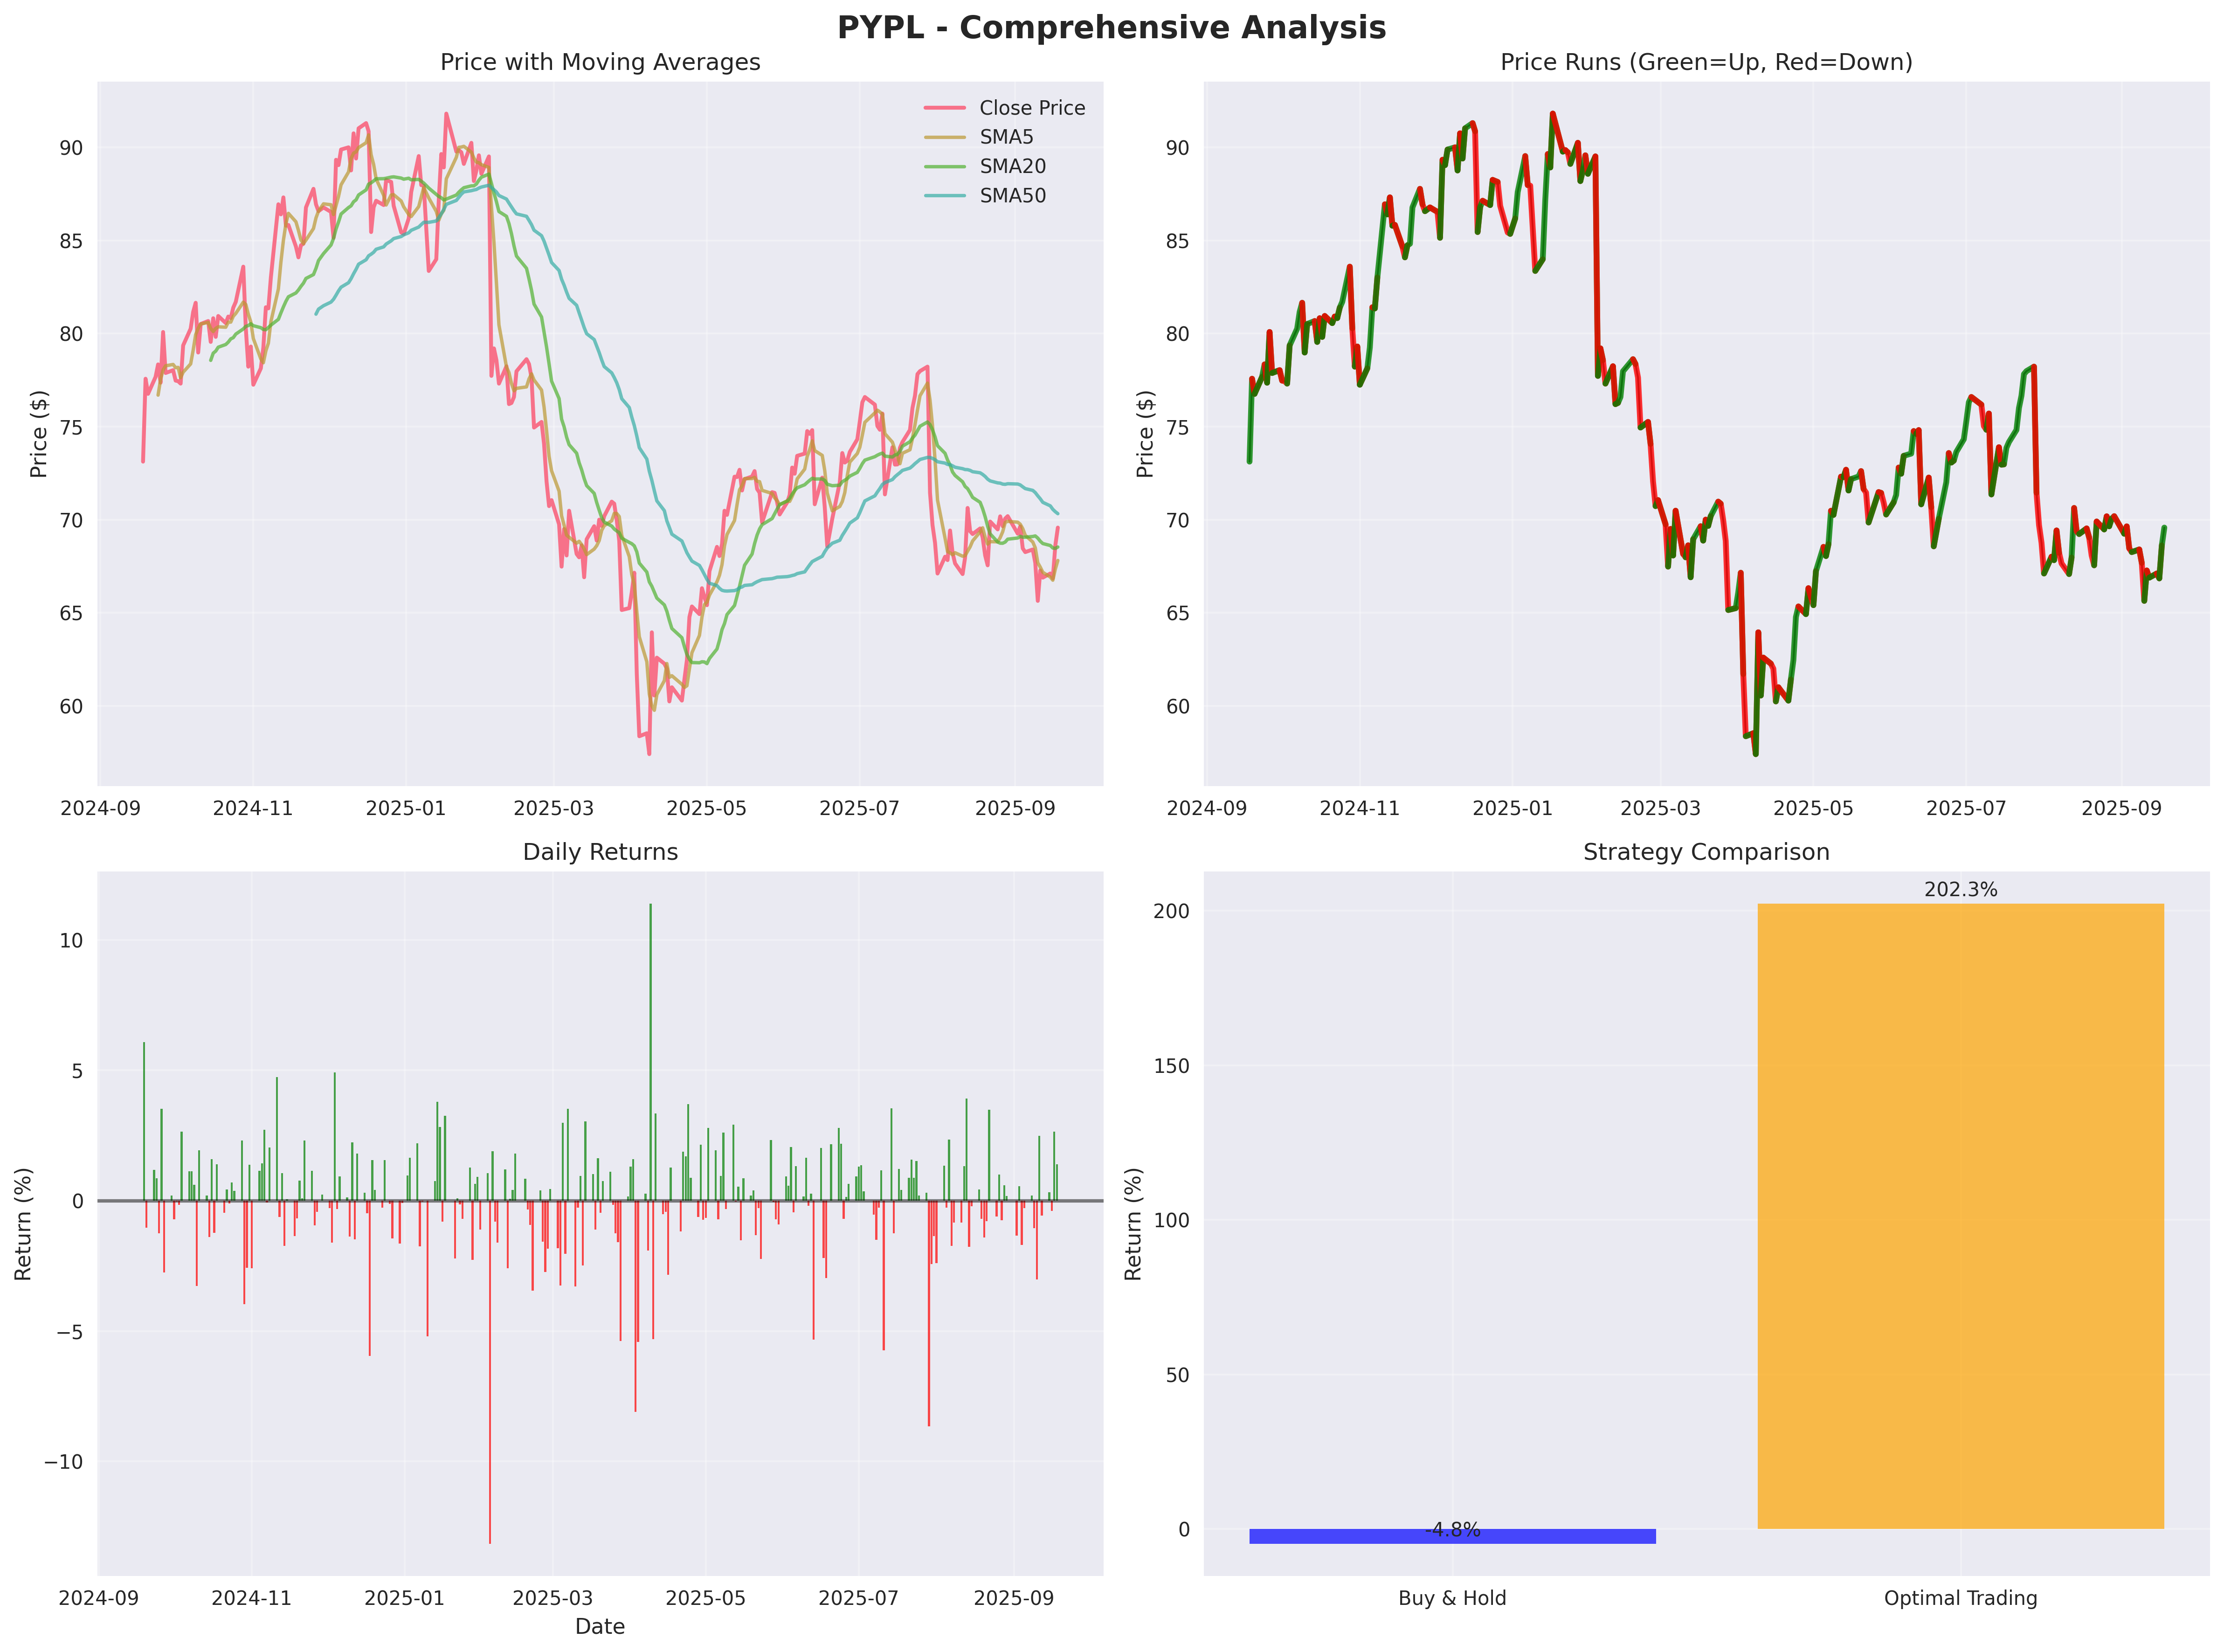 PYPL - Comprehensive Analysis
Price with Moving Averages
Price ($)
90
85
80
75
70
65
60
Close Price
SMA5
SMA20
SMA50
2024-09 2024-11 2025-01 2025-03 2025-05 2025-07 2025-09
Price Runs (Green=Up, Red=Down)
Price ($)
90
85
80
75
70
65
60
2024-09 2024-11 2025-01 2025-03 2025-05 2025-07 2025-09
Daily Returns
Return (%)
10
5
0
−5
−10
2024-09 2024-11 2025-01 2025-03 2025-05 2025-07 2025-09
Date
Strategy Comparison
Return (%)
200
150
100
50
0
202.3%
-4.8%
Buy & Hold Optimal Trading